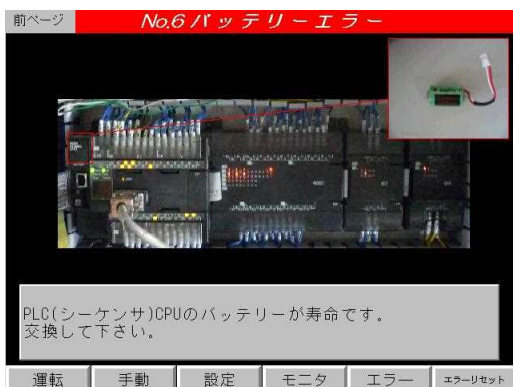 前ページ
No.6 バッテリーエラー
PLC(シーケンサ)CPUのバッテリーが寿命です。
交換して下さい。
運転
手動
設定
モニタ
エラー
エラーリセット